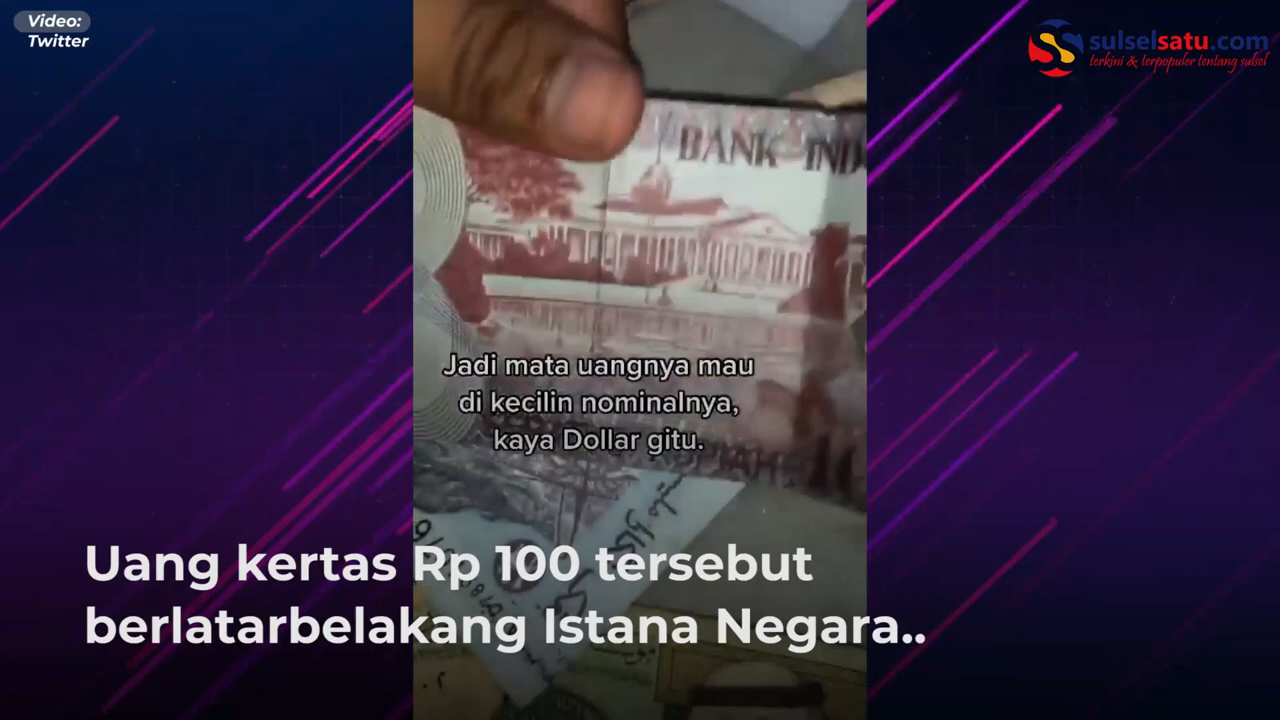 Video:
Twitter
sulselsatu.com
terkini & terpopuler tentang sulsel
BANK
Jadi mata uangnya mau
di kecilin nominalnya,
kaya Dollar gitu.
Uang kertas Rp 100 tersebut
berlatarbelakang Istana Negara..